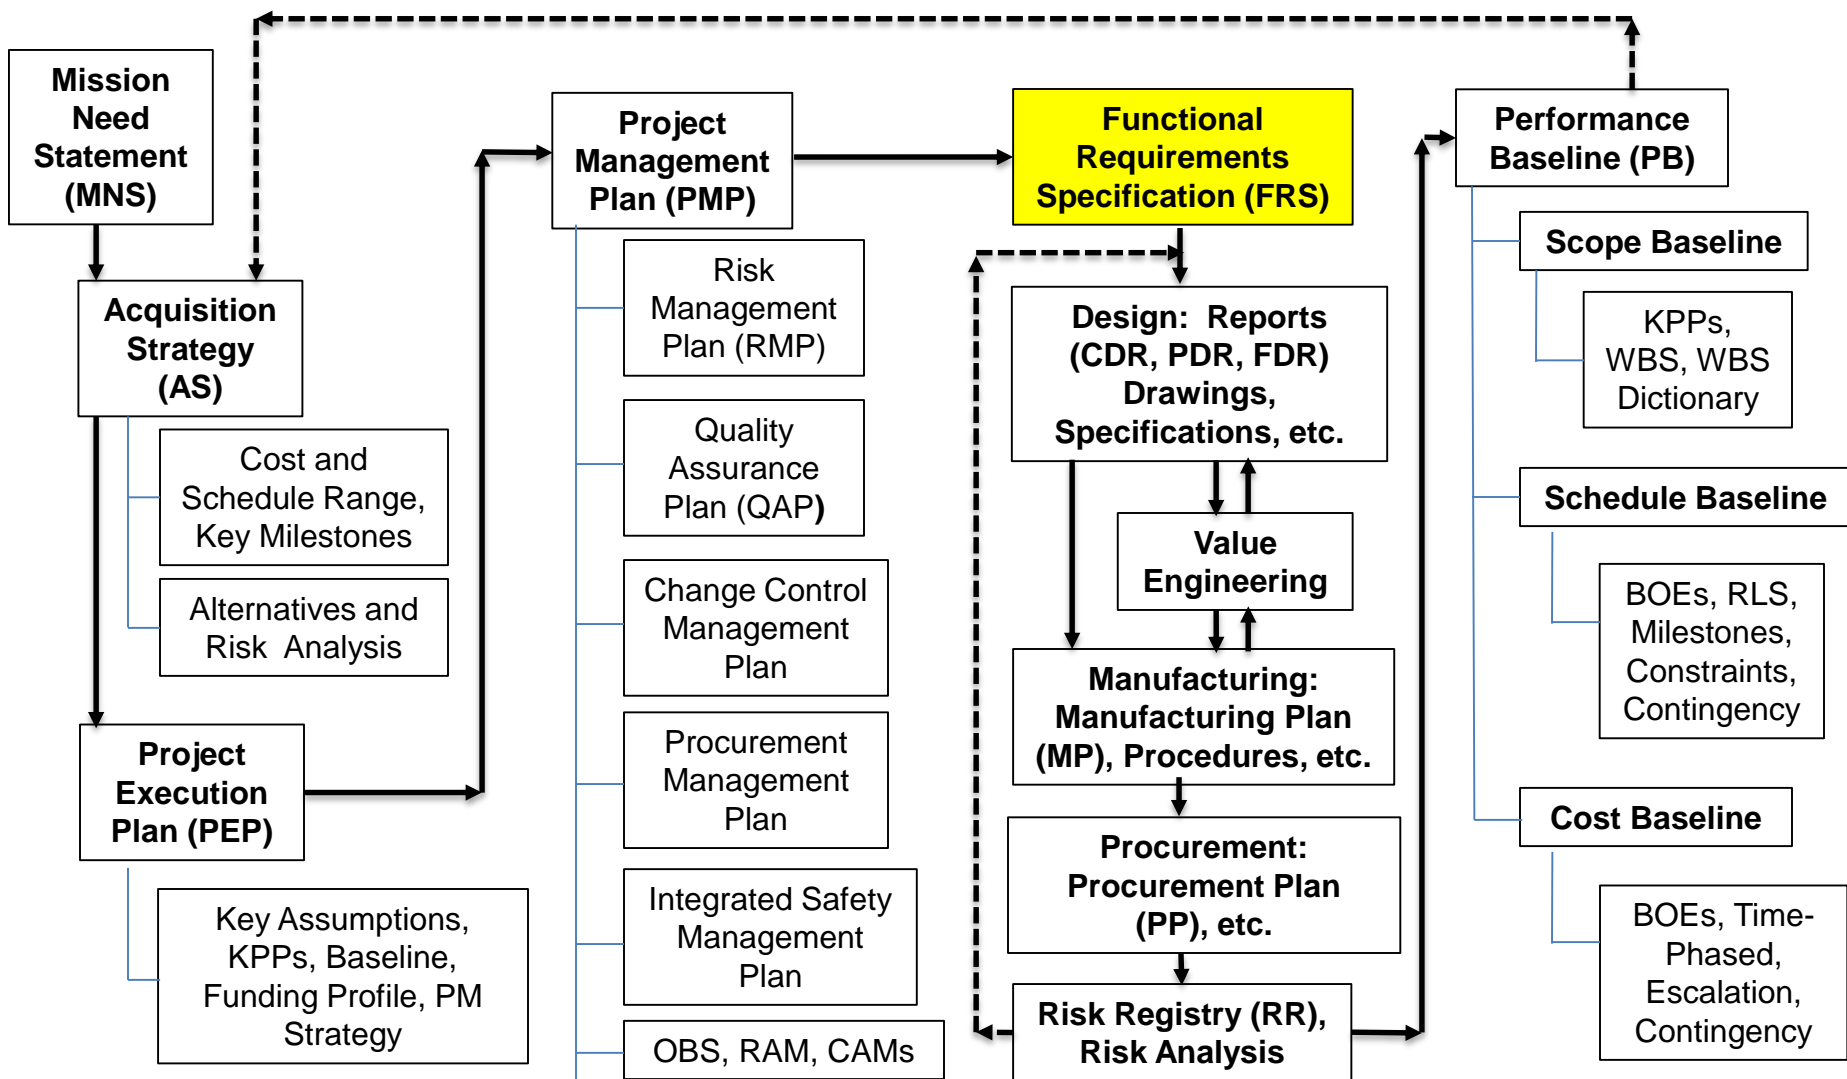 Mission
Need
Statement
(MNS)
Acquisition
Strategy
(AS)
Cost and
Schedule Range,
Key Milestones
Alternatives and
Risk Analysis
Project
Execution
Plan (PEP)
Key Assumptions,
KPPs, Baseline,
Funding Profile, PM
Strategy
Project
Management
Plan (PMP)
Risk
Management
Plan (RMP)
Quality
Assurance
Plan (QAP)
Change Control
Management
Plan
Procurement
Management
Plan
Integrated Safety
Management
Plan
OBS, RAM, CAMs
Functional
Requirements
Specification (FRS)
Design: Reports
(CDR, PDR, FDR)
Drawings,
Specifications, etc.
Value
Engineering
Manufacturing:
Manufacturing Plan
(MP), Procedures, etc.
Procurement:
Procurement Plan
(PP), etc.
Risk Registry (RR),
Risk Analysis
Performance
Baseline (PB)
Scope Baseline
KPPs,
WBS, WBS
Dictionary
Schedule Baseline
BOEs, RLS,
Milestones,
Constraints,
Contingency
Cost Baseline
BOEs, Time-
Phased,
Escalation,
Contingency